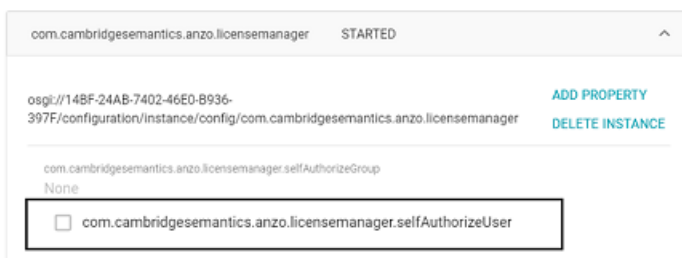 com.cambridgesemantics.anzo.licensemanager STARTED
osgi://14BF-24AB-7402-46E0-B936-
397F/configuration/instance/config/com.cambridgesemantics.anzo.licensemanager
ADD PROPERTY
DELETE INSTANCE
com.cambridgesemantics.anzo.licensemanager.selfAuthorizeGroup
None
com.cambridgesemantics.anzo.licensemanager.selfAuthorizeUser